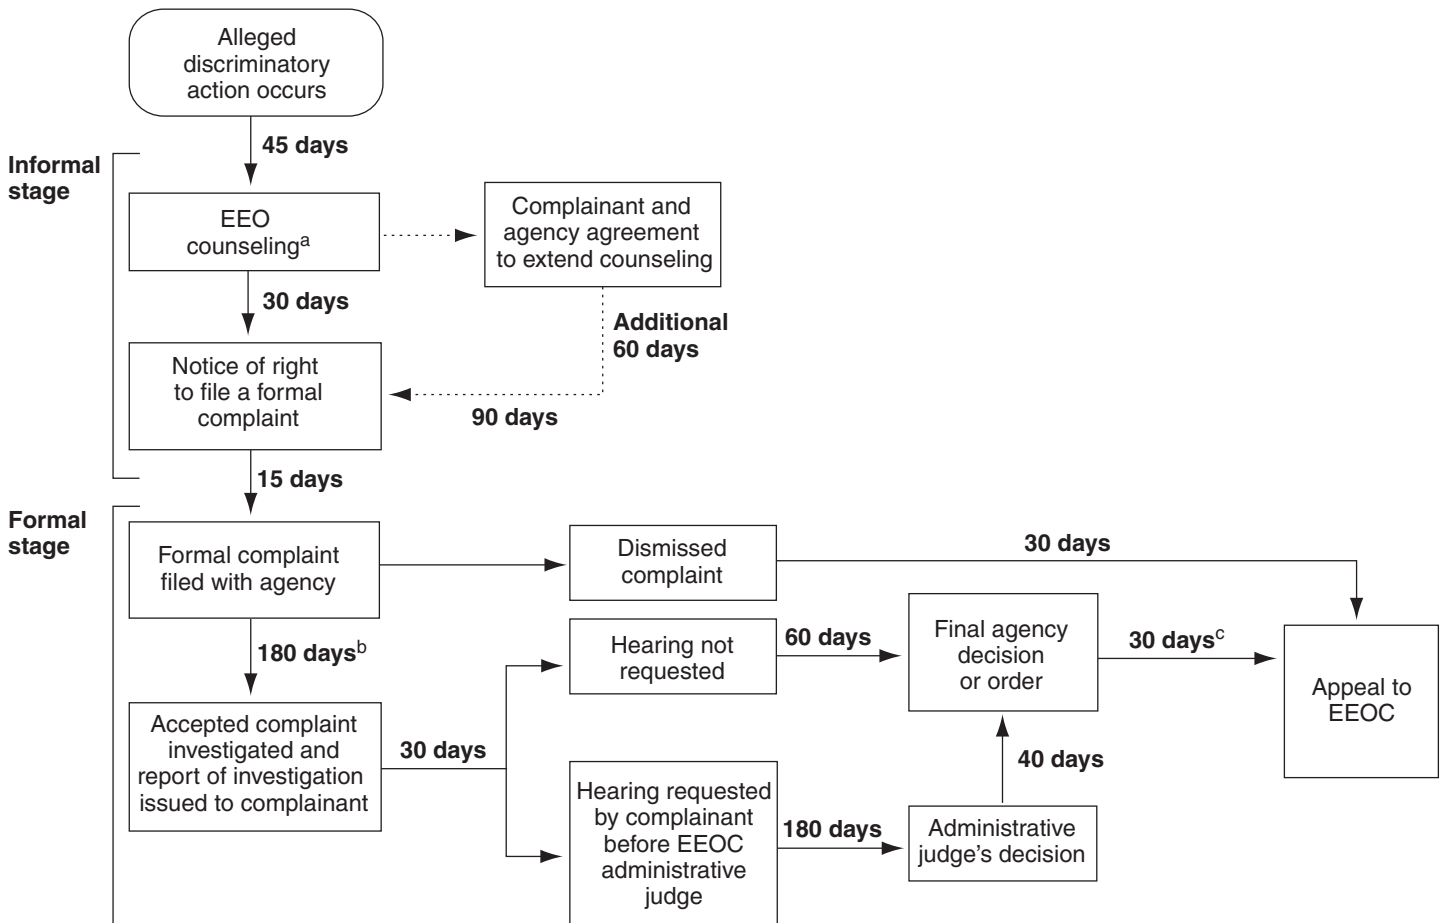 Alleged
discriminatory
action occurs
45 days
Informal
stage
EEO
counselingᵃ
Complainant and
agency agreement
to extend counseling
30 days
Additional
60 days
Notice of right
to file a formal
complaint
90 days
15 days
Formal
stage
Formal complaint
filed with agency
Dismissed
complaint
30 days
180 daysᵇ
Hearing not
requested
60 days
Final agency
decision
or order
30 daysᶜ
Appeal to
EEOC
Accepted complaint
investigated and
report of investigation
issued to complainant
30 days
Hearing requested
by complainant
before EEOC
administrative
judge
180 days
Administrative
judge’s decision
40 days